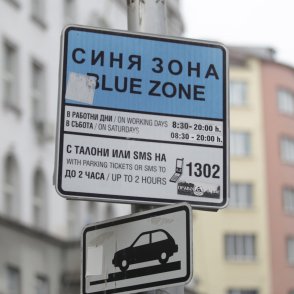 СИНЯ ЗОНА
BLUE ZONE
В РАБОТНИ ДНИ / ON WORKING DAYS 8:30-20:00 h.
В СЪБОТА / ON SATURDAYS 08:30-20:00 h.
С ТАЛОНИ ИЛИ SMS НА
WITH PARKING TICKETS OR SMS TO
1302
ДО 2 ЧАСА / UP TO 2 HOURS